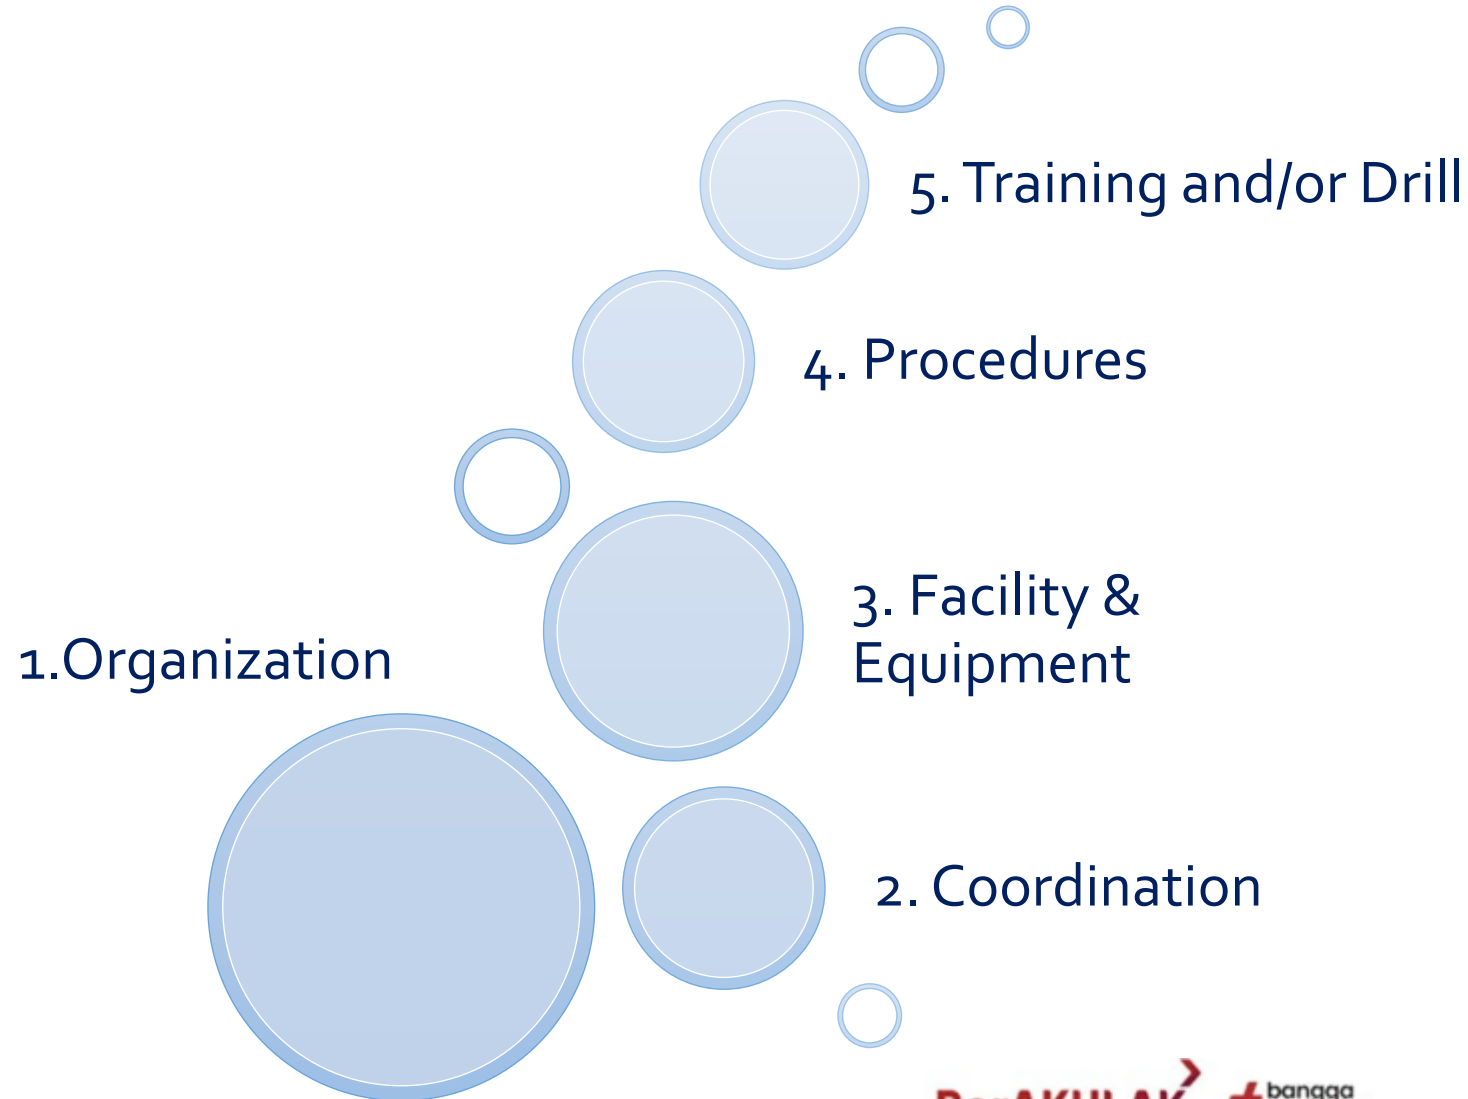 5. Training and/or Drill
4. Procedures
3. Facility &
Equipment
1.Organization
2. Coordination
bangga